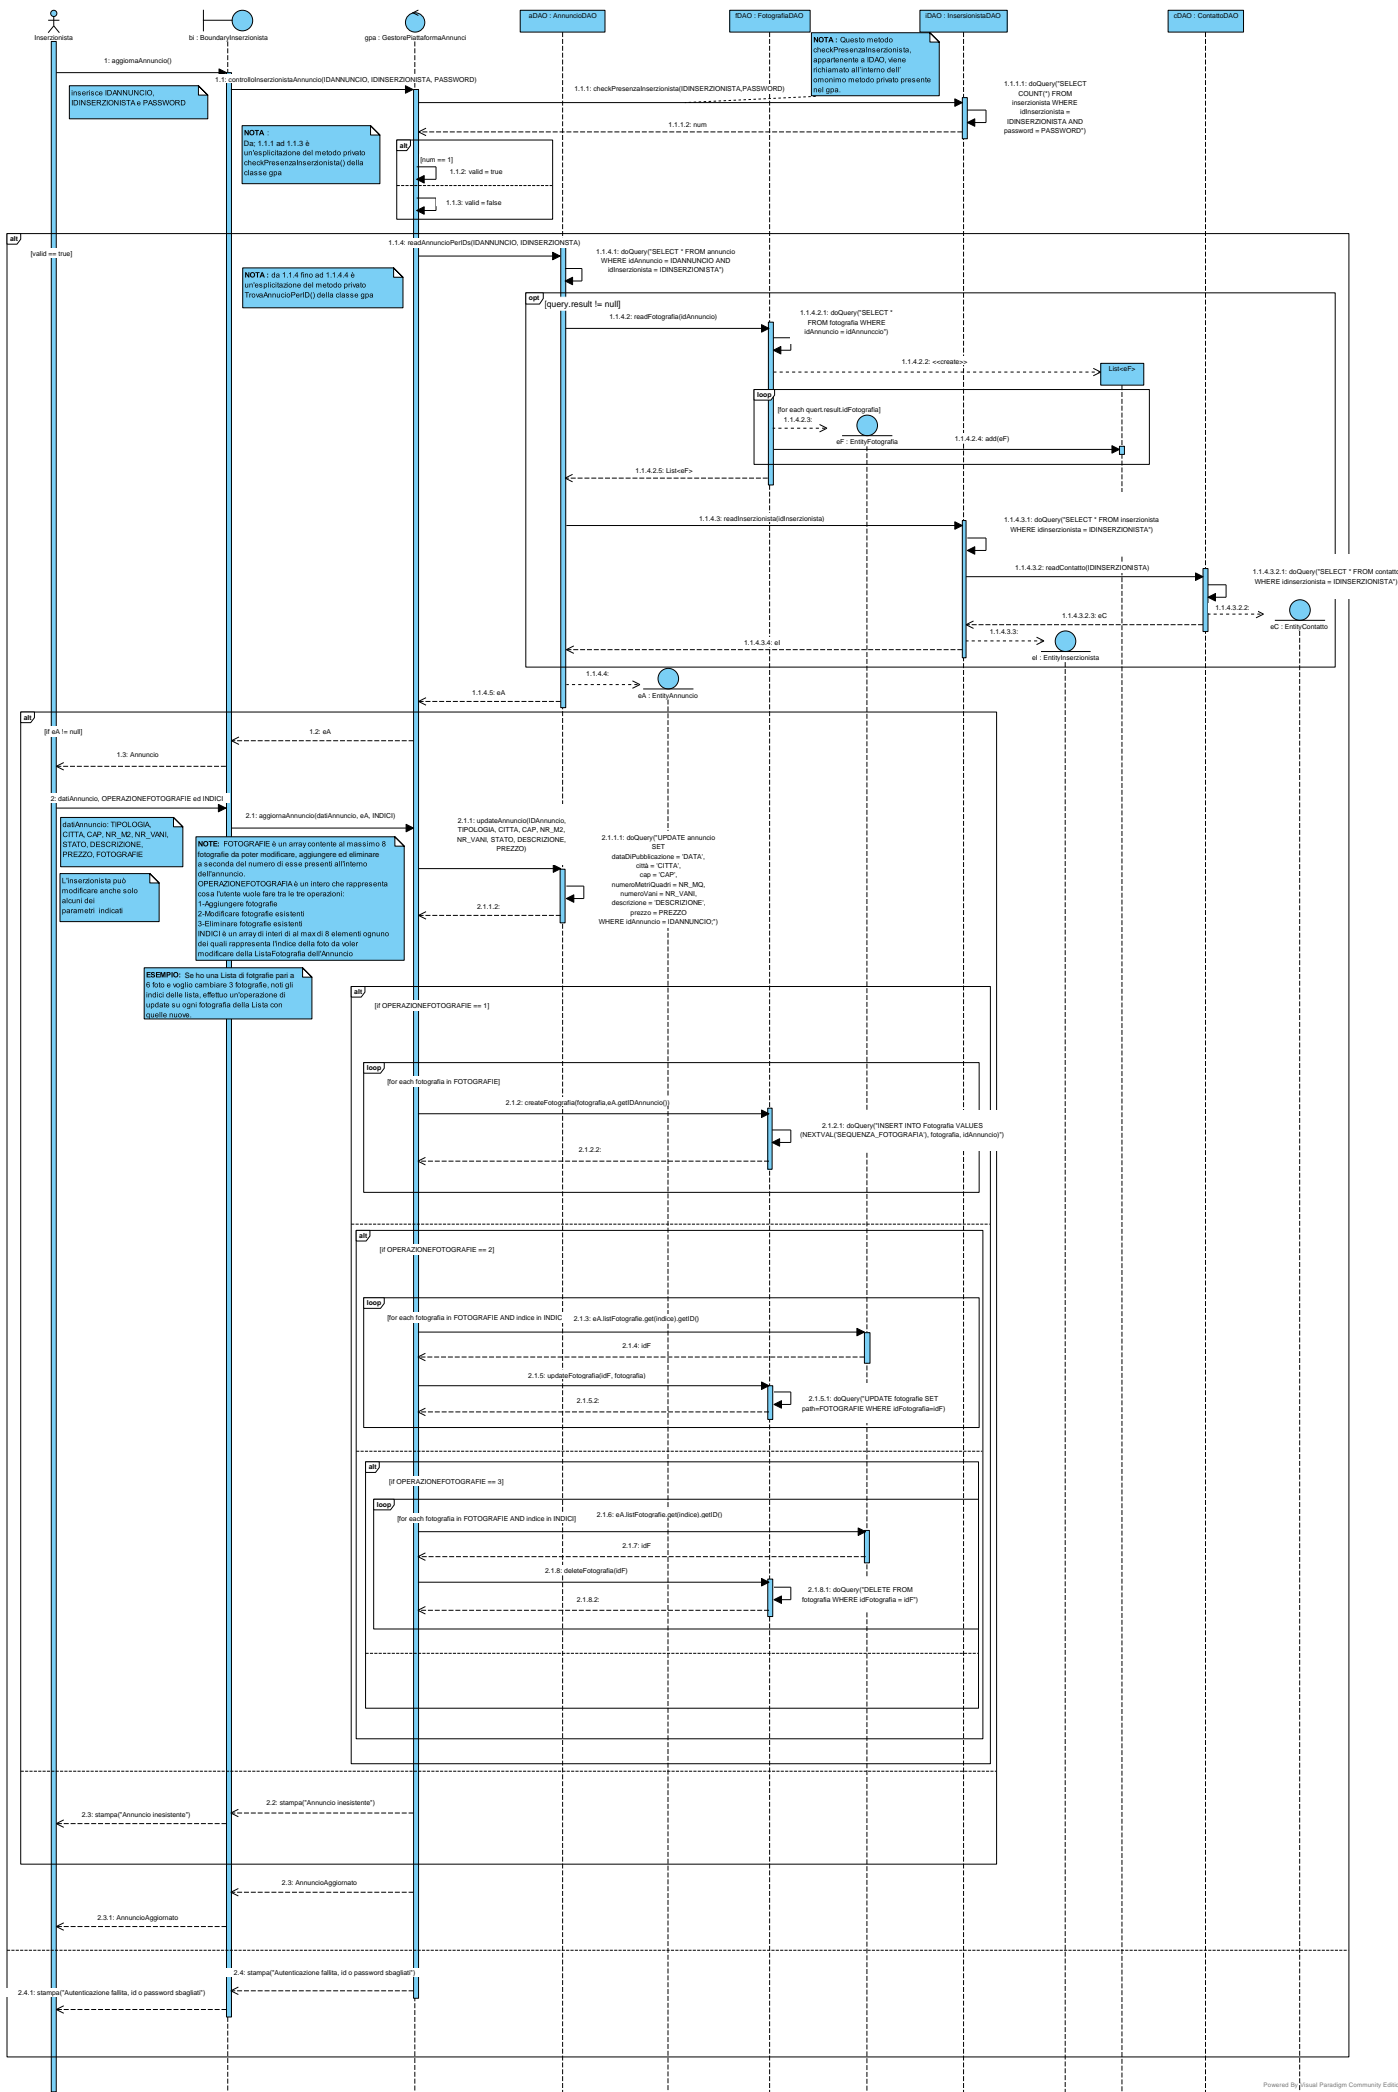 Inserzionista
bi : BoundaryInserzionista
gpa : GestorePiattaformaAnnunci
aDAO : AnnuncioDAO
fDAO : FotografiaDAO
iDAO : InsersionistaDAO
cDAO : ContattoDAO
NOTA : Questo metodo
checkPresenzaInserzionista,
appartenente a IDAO, viene
richiamato all'interno dell'
omonimo metodo privato presente
nel gpa.
1: aggiornaAnnuncio()
inserisce IDANNUNCIO,
IDINSERZIONISTA e PASSWORD
1.1: controlloInserzionistaAnnuncio(IDANNUNCIO, IDINSERZIONISTA, PASSWORD)
1.1.1: checkPresenzaInserzionista(IDINSERZIONISTA,PASSWORD)
1.1.1.1: doQuery("SELECT
COUNT(*) FROM
inserzionista WHERE
idInserzionista =
IDINSERZIONISTA AND
password = PASSWORD")
1.1.1.2: num
NOTA :
Da; 1.1.1 ad 1.1.3 è
un'esplicitazione del metodo privato
checkPresenzaInserzionista() della
classe gpa
alt
[num == 1]
1.1.2: valid = true
1.1.3: valid = false
alt
[valid == true]
1.1.4: readAnnuncioPerIDs(IDANNUNCIO, IDINSERZIONSTA)
1.1.4.1: doQuery("SELECT * FROM annuncio
WHERE idAnnuncio = IDANNUNCIO AND
idInserzionista = IDINSERZIONISTA")
NOTA : da 1.1.4 fino ad 1.1.4.4 è
un'esplicitazione del metodo privato
TrovaAnnucioPerID() della classe gpa
opt
[query.result != null]
1.1.4.2: readFotografia(idAnnuncio)
1.1.4.2.1: doQuery("SELECT *
FROM fotografia WHERE
idAnnuncio = idAnnunccio")
1.1.4.2.2: <<create>>
List<eF>
loop
[for each quert.result.idFotografia]
1.1.4.2.3:
eF : EntityFotografia
1.1.4.2.4: add(eF)
1.1.4.2.5: List<eF>
1.1.4.3: readInserzionista(idInserzionista)
1.1.4.3.1: doQuery("SELECT * FROM inserzionista
WHERE idinserzionista = IDINSERZIONISTA")
1.1.4.3.2: readContatto(IDINSERZIONISTA)
1.1.4.3.2.1: doQuery("SELECT * FROM contatto
WHERE idinserzionista = IDINSERZIONISTA")
1.1.4.3.2.2:
eC : EntityContatto
1.1.4.3.2.3: eC
1.1.4.3.3:
eI : EntityInserzionista
1.1.4.3.4: eI
1.1.4.4:
eA : EntityAnnuncio
1.1.4.5: eA
alt
[if eA != null]
1.2: eA
1.3: Annuncio
2: datiAnnuncio, OPERAZIONEFOTOGRAFIE ed INDICI
datiAnnuncio: TIPOLOGIA,
CITTA, CAP, NR_M2, NR_VANI,
STATO, DESCRIZIONE,
PREZZO, FOTOGRAFIE
L'inserzionista può
modificare anche solo
alcuni dei
parametri indicati
2.1: aggiornaAnnuncio(datiAnnuncio, eA, INDICI)
NOTE: FOTOGRAFIE è un array contente al massimo 8
fotografie da poter modificare, aggiungere ed eliminare
a seconda del numero di esse presenti all'interno
dell'annuncio.
OPERAZIONEFOTOGRAFIA è un intero che rappresenta
cosa l'utente vuole fare tra le tre operazioni:
1-Aggiungere fotografie
2-Modificare fotografie esistenti
3-Eliminare fotografie esistenti
INDICI è un array di interi di al max di 8 elementi ognuno
dei quali rappresenta l'indice della foto da voler
modificare della ListaFotografia dell'Annuncio
2.1.1: updateAnnuncio(IDAnnuncio,
TIPOLOGIA, CITTA, CAP, NR_M2,
NR_VANI, STATO, DESCRIZIONE,
PREZZO)
2.1.1.1: doQuery("UPDATE annuncio
SET
dataDiPubblicazione = 'DATA',
città = 'CITTA',
cap = 'CAP',
numeroMetriQuadri = NR_MQ,
numeroVani = NR_VANI,
descrizione = 'DESCRIZIONE',
prezzo = PREZZO
WHERE idAnnuncio = IDANNUNCIO;")
2.1.1.2:
ESEMPIO: Se ho una Lista di fotgrafie pari a
6 foto e voglio cambiare 3 fotografie, noti gli
indici delle lista, effettuo un'operazione di
update su ogni fotografia della Lista con
quelle nuove.
alt
[if OPERAZIONEFOTOGRAFIE == 1]
loop
[for each fotografia in FOTOGRAFIE]
2.1.2: createFotografia(fotografia,eA.getIDAnnuncio())
2.1.2.1: doQuery("INSERT INTO Fotografia VALUES
(NEXTVAL('SEQUENZA_FOTOGRAFIA'), fotografia, idAnnuncio)")
2.1.2.2:
alt
[if OPERAZIONEFOTOGRAFIE == 2]
loop
[for each fotografia in FOTOGRAFIE AND indice in INDIC
2.1.3: eA.listFotografie.get(indice).getID()
2.1.4: idF
2.1.5: updateFotografia(idF, fotografia)
2.1.5.1: doQuery("UPDATE fotografie SET
path=FOTOGRAFIE WHERE idFotografia=idF)
2.1.5.2:
alt
[if OPERAZIONEFOTOGRAFIE == 3]
loop
[for each fotografia in FOTOGRAFIE AND indice in INDICI]
2.1.6: eA.listFotografie.get(indice).getID()
2.1.7: idF
2.1.8: deleteFotografia(idF)
2.1.8.1: doQuery("DELETE FROM
fotografia WHERE idFotografia = idF")
2.1.8.2:
2.2: stampa("Annuncio inesistente")
2.3: stampa("Annuncio inesistente")
2.3: AnnuncioAggiornato
2.3.1: AnnuncioAggiornato
2.4: stampa("Autenticazione fallita, id o password sbagliati")
2.4.1: stampa("Autenticazione fallita, id o password sbagliati")
Powered By Visual Paradigm Community Editic